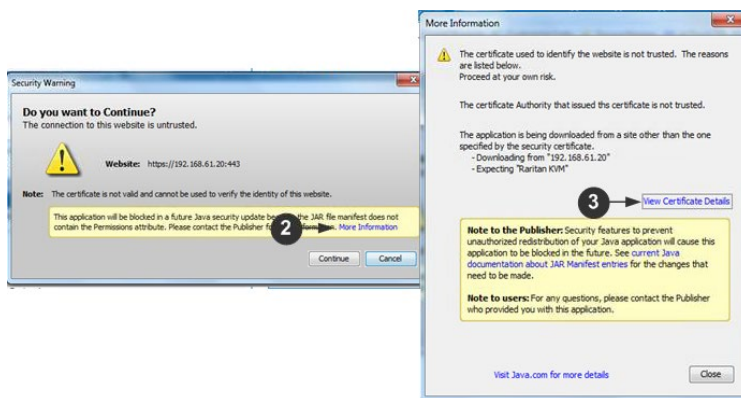 Security Warning
Do you want to Continue?
The connection to this website is untrusted.
Website: https://192.168.61.20:443
Note: The certificate is not valid and cannot be used to verify the identity of this website.
This application will be blocked in a future Java security update the JAR file manifest does not
contain the Permissions attribute. Please contact the Publisher More Information
2
Continue Cancel
More Information
The certificate used to identify the website is not trusted. The reasons
are listed below.
Proceed at your own risk.
The certificate Authority that issued ths certificate is not trusted.
The application is being downloaded from a site other than the one
specified by the security certificate.
- Downloading from "192.168.61.20"
- Expecting "Raritan KVM"
3 View Certificate Details
Note to the Publisher: Security features to prevent
unauthorized redistribution of your Java application will cause this
application to be blocked in the future. See current Java
documentation about JAR Manifest entries for the changes that
need to be made.
Note to users: For any questions, please contact the Publisher
who provided you with this application.
Visit Java.com for more details Close